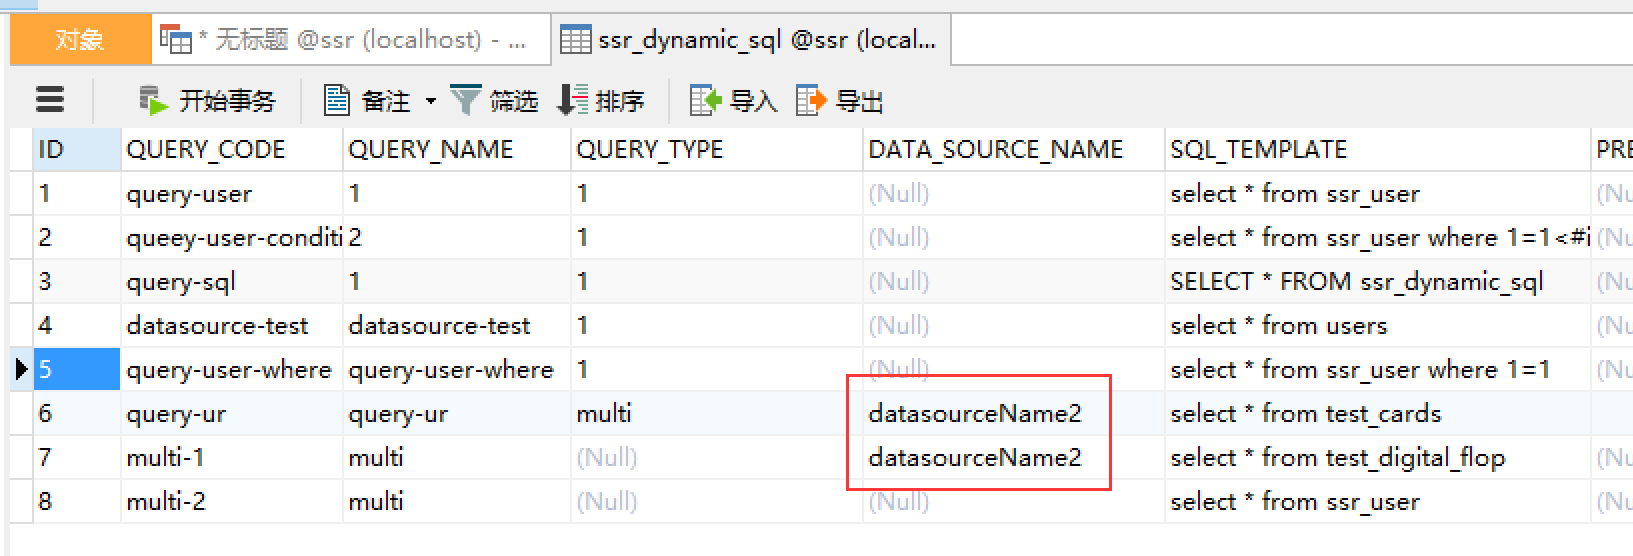 对象 * 无标题 @ssr (localhost) - ... ssr_dynamic_sql @ssr (local...
开始事务 备注 筛选 排序 导入 导出
ID QUERY_CODE QUERY_NAME QUERY_TYPE DATA_SOURCE_NAME SQL_TEMPLATE PRE
1 query-user 1 1 (Null) select * from ssr_user (Nu
2 queey-user-conditi 2 1 (Null) select * from ssr_user where 1=1<#i (Nu
3 query-sql 1 1 (Null) SELECT * FROM ssr_dynamic_sql (Nu
4 datasource-test datasource-test 1 (Null) select * from users (Nu
5 query-user-where query-user-where 1 (Null) select * from ssr_user where 1=1 (Nu
6 query-ur query-ur multi datasourceName2 select * from test_cards
7 multi-1 multi (Null) datasourceName2 select * from test_digital_flop (Nu
8 multi-2 multi (Null) (Null) select * from ssr_user (Nu